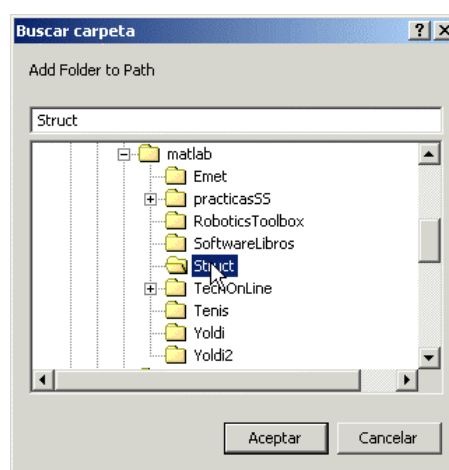 Buscar carpeta
Add Folder to Path
Struct
matlab
Emet
practicasSS
RoboticsToolbox
SoftwareLibros
Struct
TechOnLine
Tenis
Yoldi
Yoldi2
Aceptar
Cancelar